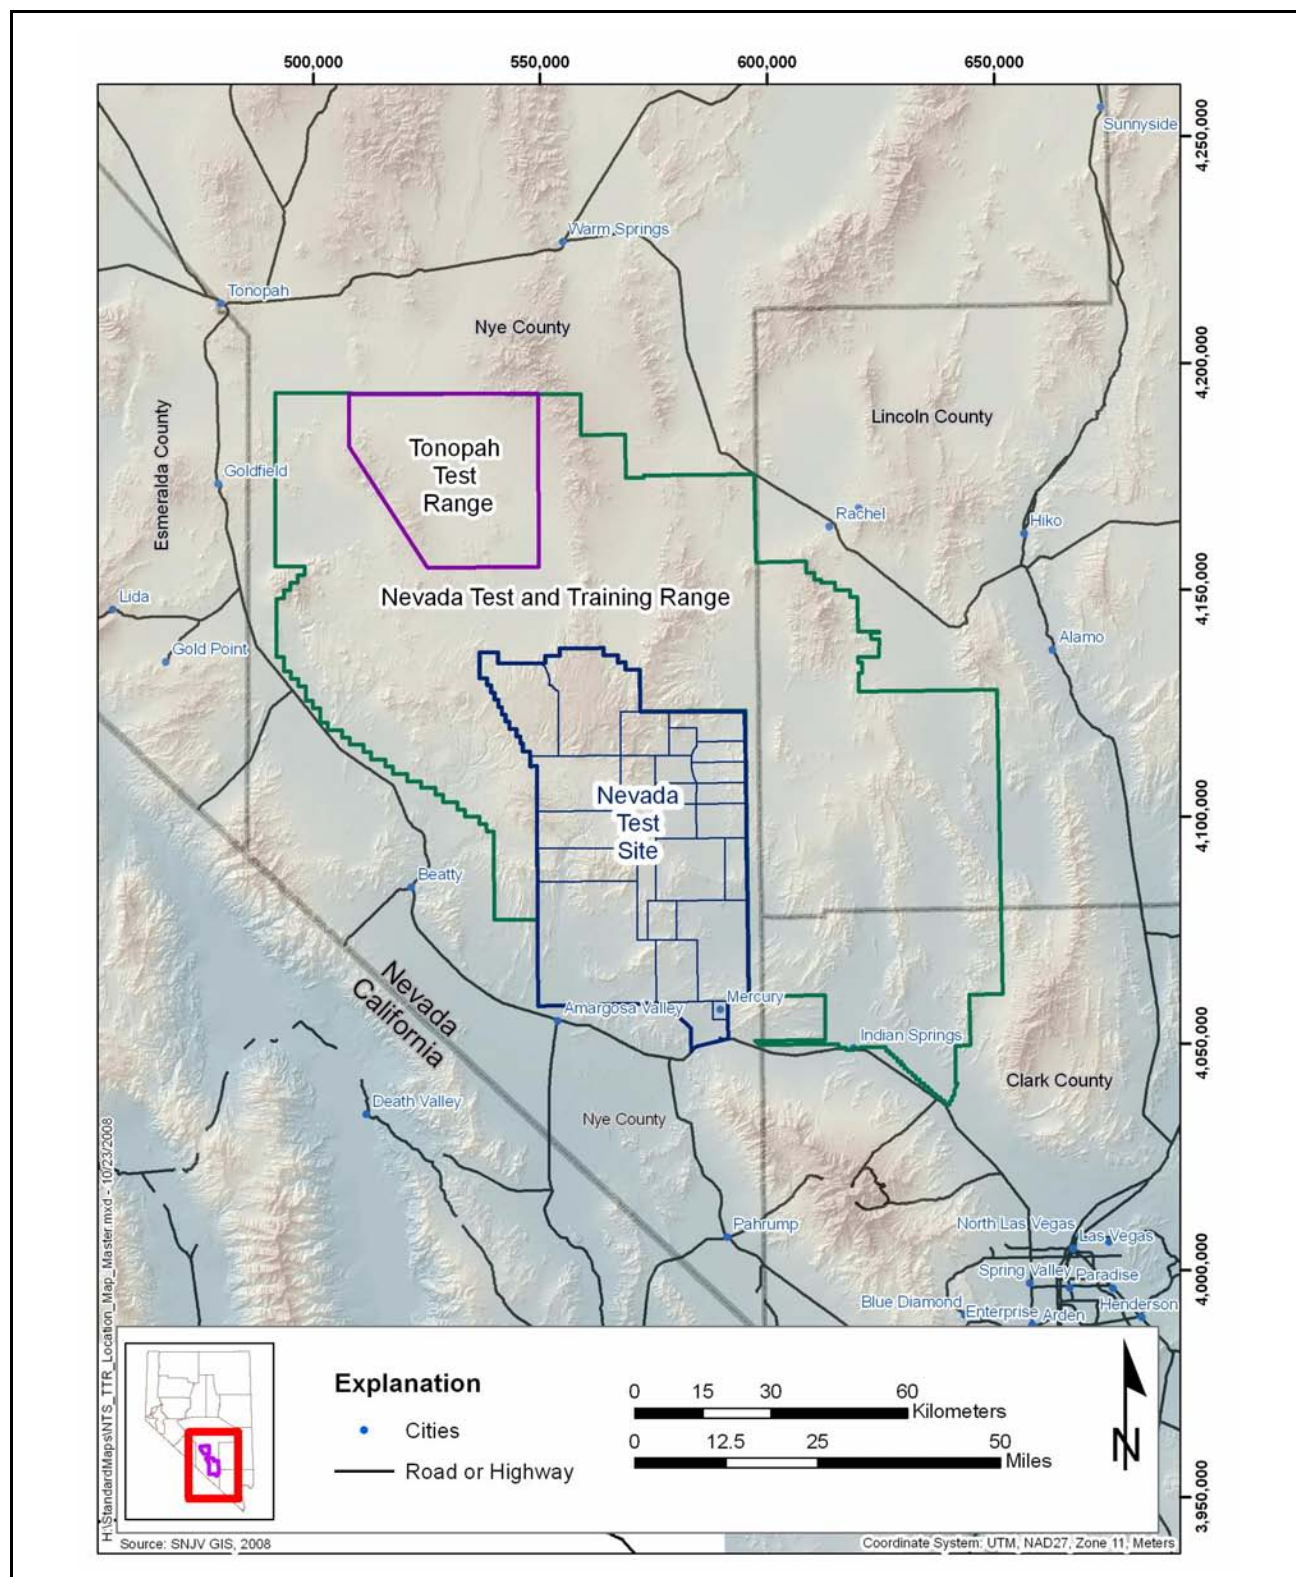 500,000
550,000
600,000
650,000
Sunnyside
4,250,000
Warm Springs
Tonopah
Nye County
4,200,000
Lincoln County
Esmeralda County
Tonopah
Test
Range
Goldfield
Rachel
Hiko
Nevada Test and Training Range
4,150,000
Lida
Gold Point
Alamo
Nevada
Test
Site
4,100,000
Beatty
Nevada
California
Mercury
Amargosa Valley
Indian Springs
4,050,000
Clark County
Death Valley
Nye County
Pahrump
North Las Vegas
Las Vegas
4,000,000
Spring Valley
Paradise
Blue Diamond
Enterprise
Arden
Henderson
H:\StandardMaps\NTS_TTR_Location_Map_Master.mxd - 10/23/2008
Explanation
Cities
Road or Highway
0 15 30 60
Kilometers
0 12.5 25 50
Miles
N
3,950,000
Source: SNJV GIS, 2008
Coordinate System: UTM, NAD27, Zone 11, Meters